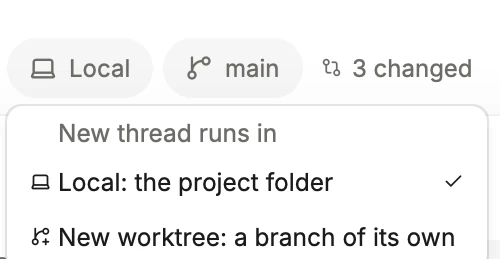 Local main 3 changed
New thread runs in
Local: the project folder
New worktree: a branch of its own